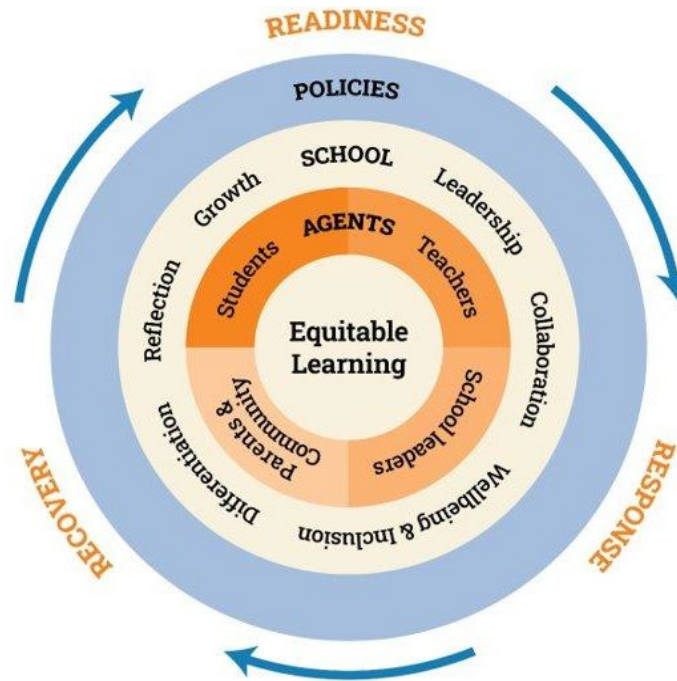 READINESS
POLICIES
SCHOOL
Growth
Leadership
AGENTS
Students
Teachers
Reflection
Collaboration
Equitable
Learning
Parents &
Community
School leaders
Differentiation
Wellbeing & Inclusion
RECOVERY
RESPONSE